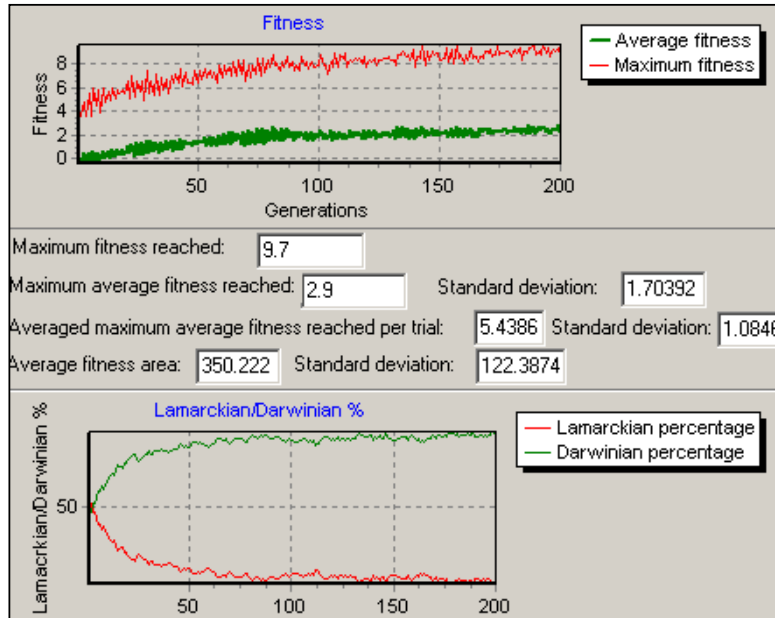 Fitness
Average fitness
Maximum fitness
Fitness
8
6
4
2
0
50 100 150 200
Generations
Maximum fitness reached: 9.7
Maximum average fitness reached: 2.9 Standard deviation: 1.70392
Averaged maximum average fitness reached per trial: 5.4386 Standard deviation: 1.0846
Average fitness area: 350.222 Standard deviation: 122.3874
Lamarckian/Darwinian %
Lamarckian percentage
Darwinian percentage
Lamacrkian/Darwinian %
50
50 100 150 200